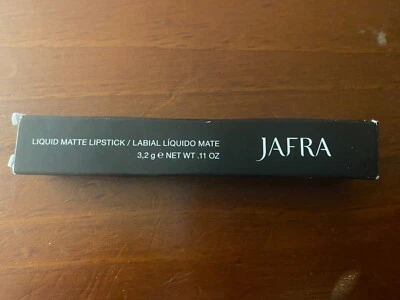 LIQUID MATTE LIPSTICK / LABIAL LÍQUIDO MATE
3,2 g ℮ NET WT .11 OZ
JAFRA